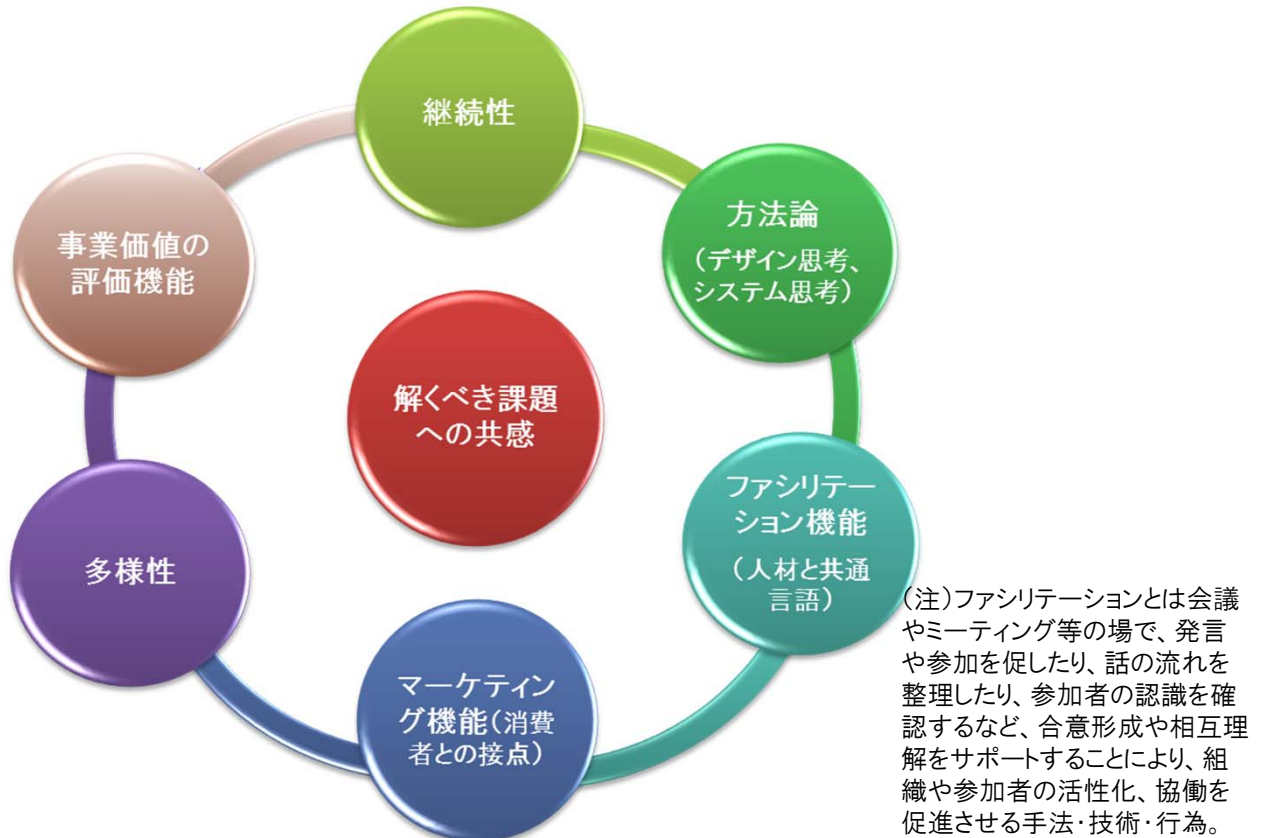 継続性
方法論
（デザイン思考、
システム思考）
ファシリテー
ション機能
（人材と共通
言語）
マーケティン
グ機能（消費
者との接点）
多様性
事業価値の
評価機能
解くべき課題
への共感
（注）ファシリテーションとは会議
やミーティング等の場で、発言
や参加を促したり、話の流れを
整理したり、参加者の認識を確
認するなど、合意形成や相互理
解をサポートすることにより、組
織や参加者の活性化、協働を
促進させる手法・技術・行為。